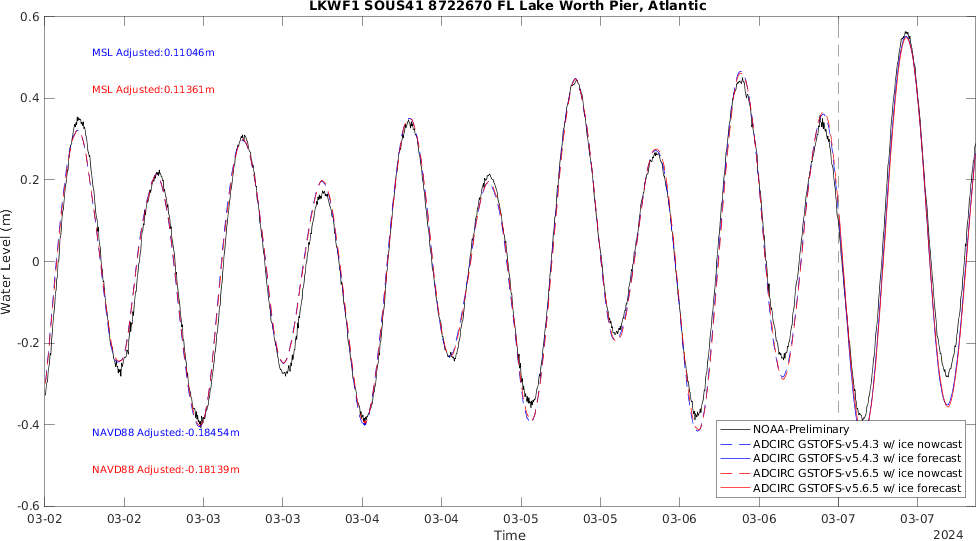 LKWF1 SOUS41 8722670 FL Lake Worth Pier, Atlantic
0.6
MSL Adjusted:0.11046m
MSL Adjusted:0.11361m
0.4
0.2
0
-0.2
-0.4
-0.6
Water Level (m)
NAVD88 Adjusted:-0.18454m
NAVD88 Adjusted:-0.18139m
NOAA-Preliminary
ADCIRC GSTOFS-v5.4.3 w/ ice nowcast
ADCIRC GSTOFS-v5.4.3 w/ ice forecast
ADCIRC GSTOFS-v5.6.5 w/ ice nowcast
ADCIRC GSTOFS-v5.6.5 w/ ice forecast
03-02 03-02 03-03 03-03 03-04 03-04 03-05 03-05 03-06 03-06 03-07 03-07
Time
2024